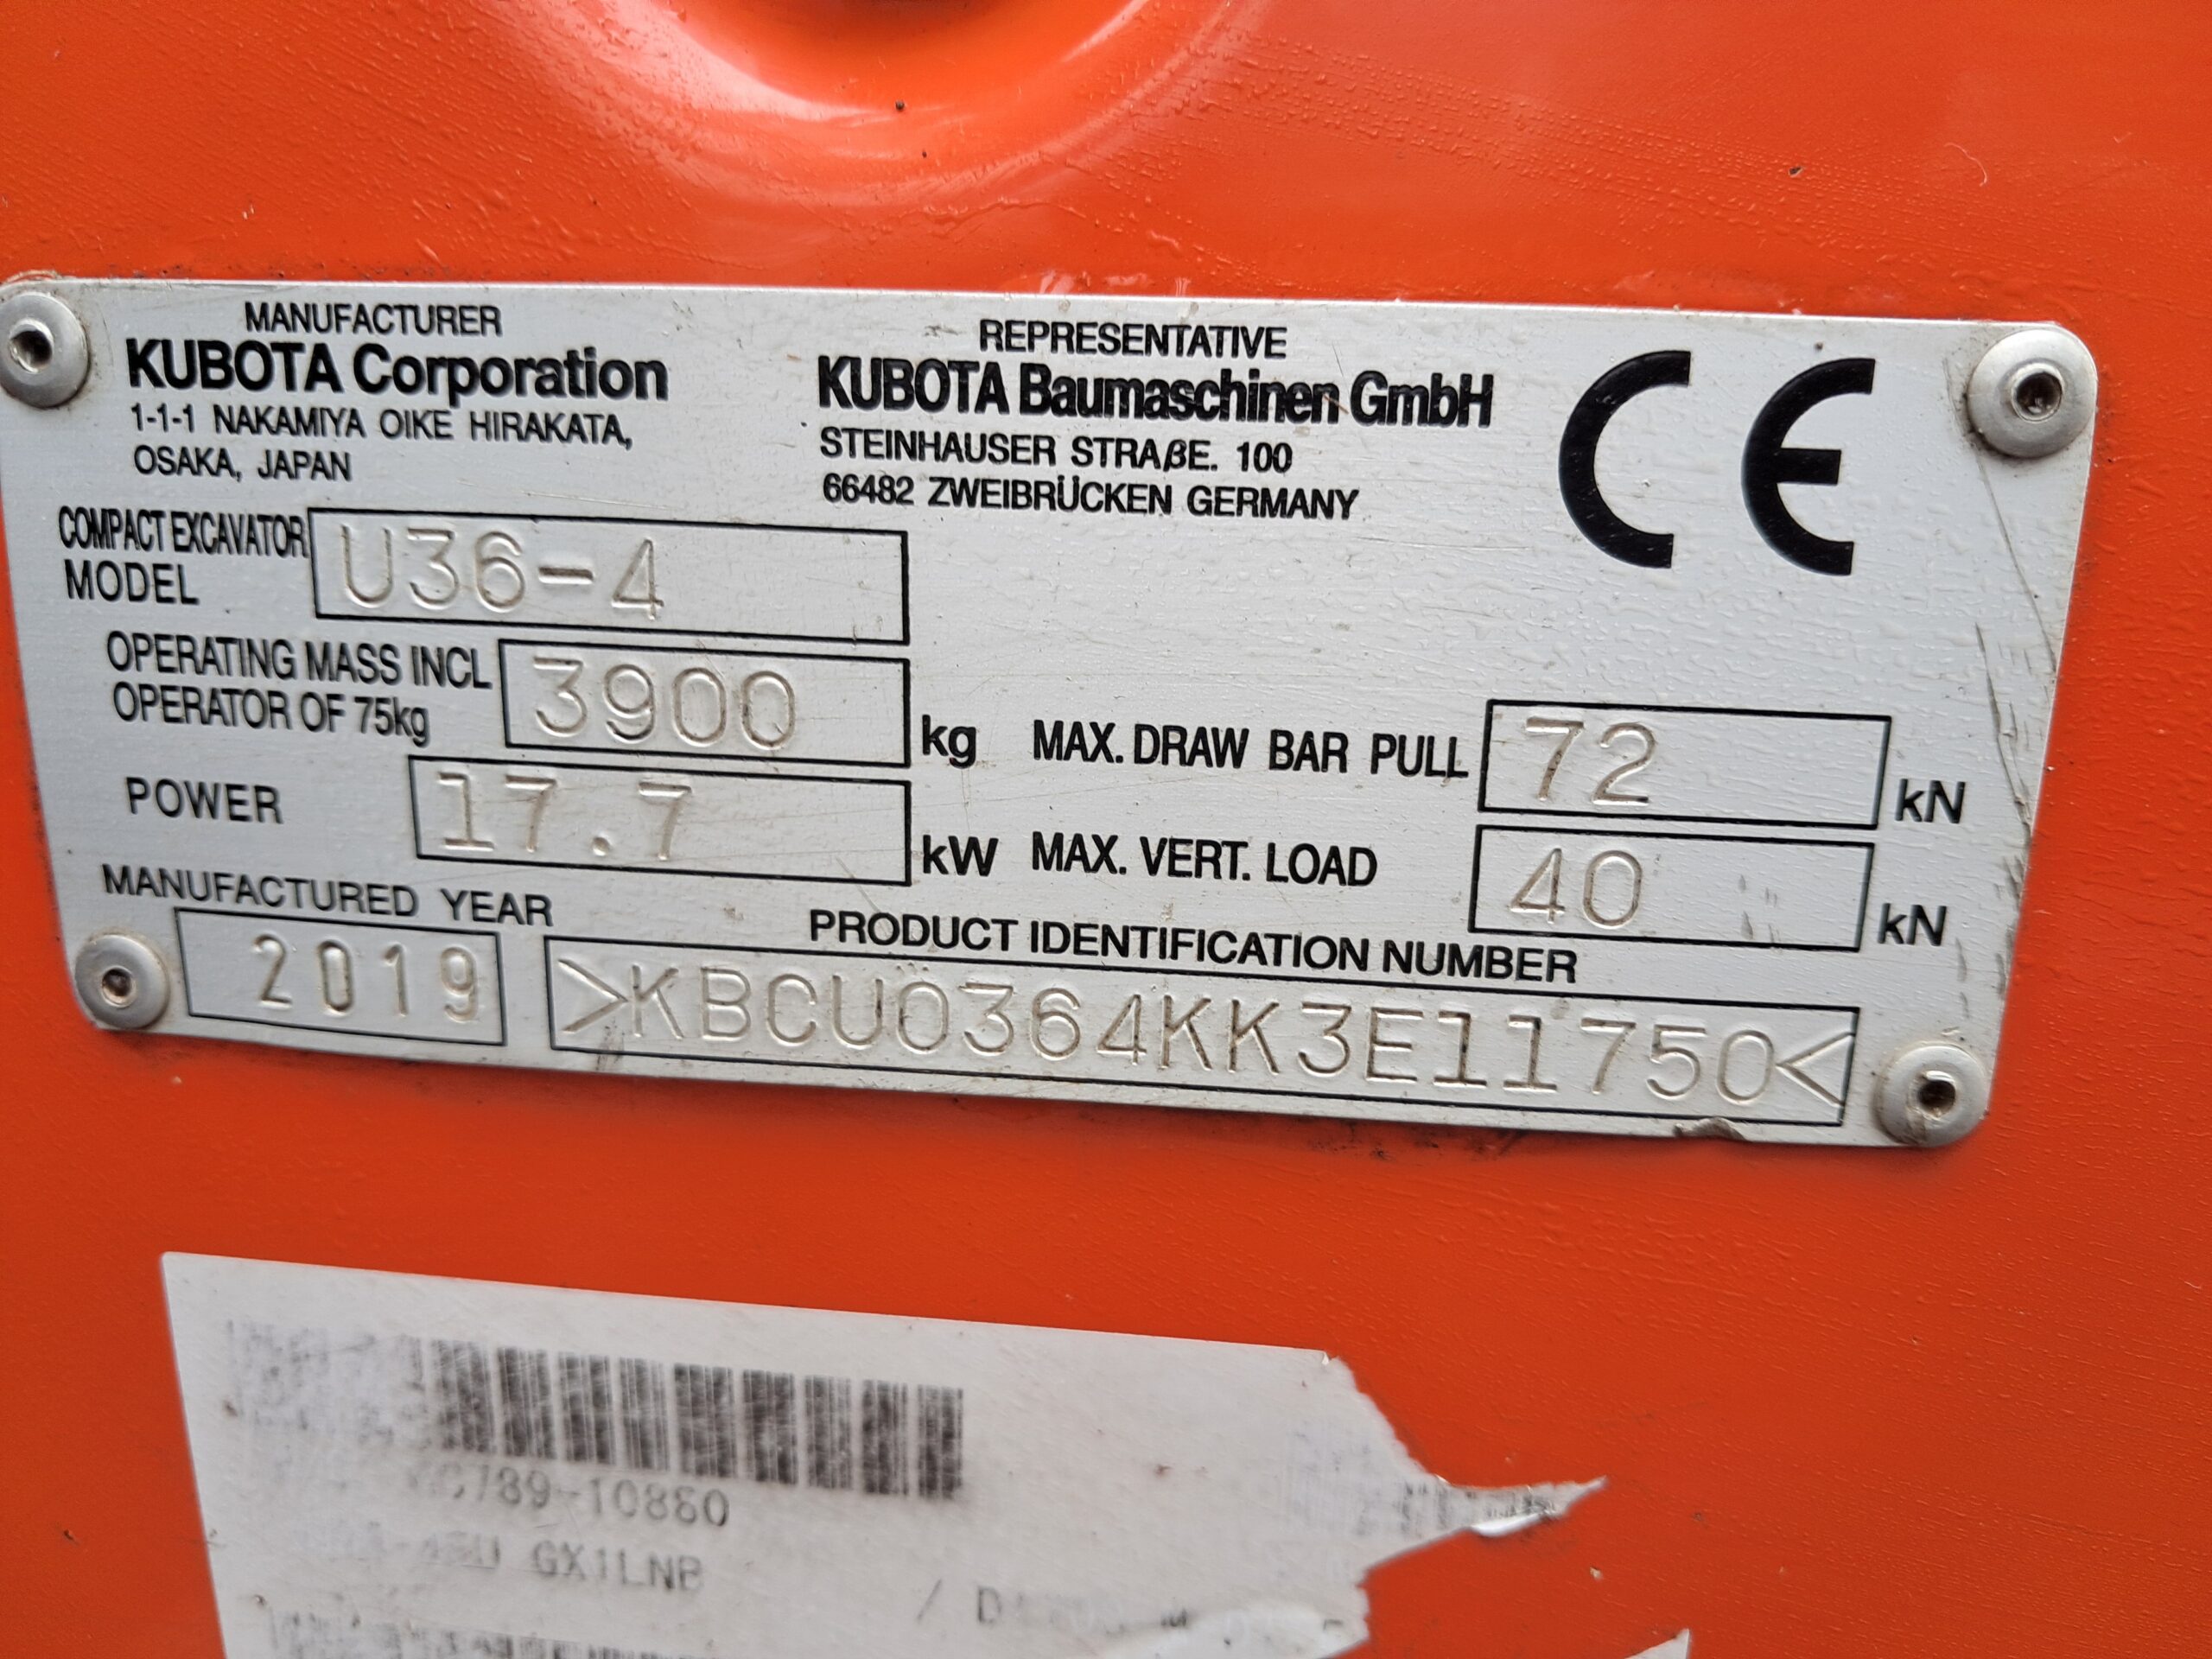 MANUFACTURER
KUBOTA Corporation
1-1-1 NAKAMIYA OIKE HIRAKATA,
OSAKA, JAPAN
REPRESENTATIVE
KUBOTA Baumaschinen GmbH
STEINHAUSER STRAßE. 100
66482 ZWEIBRÜCKEN GERMANY
CE
COMPACT EXCAVATOR
MODEL
U36-4
OPERATING MASS INCL
OPERATOR OF 75kg
3900 kg
POWER 17.7 kW
MAX. DRAW BAR PULL 72 kN
MAX. VERT. LOAD 40 kN
MANUFACTURED YEAR
2019
PRODUCT IDENTIFICATION NUMBER
>KBCU0364KK3E11750<
GX1LNB